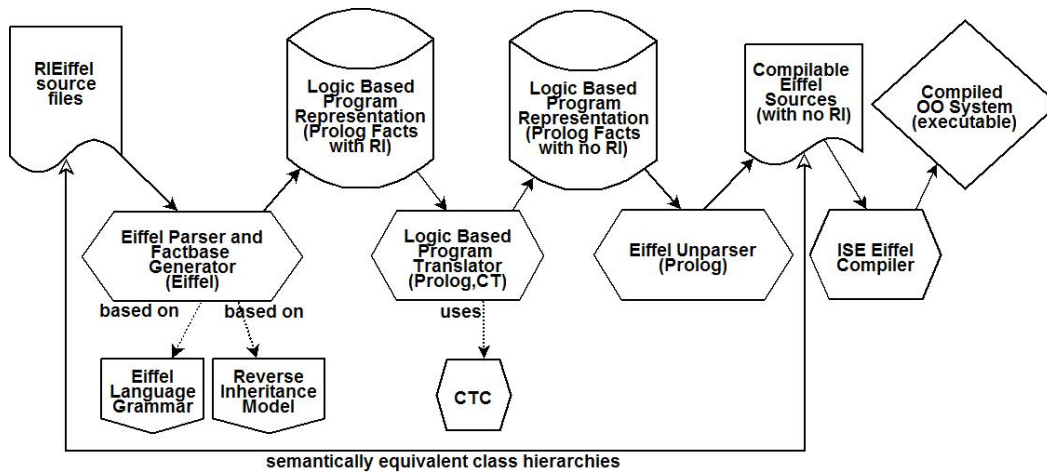 RIEiffel
source
files
Logic Based
Program
Representation
(Prolog Facts
with RI)
Logic Based
Program
Representation
(Prolog Facts
with no RI)
Compilable
Eiffel
Sources
(with no RI)
Compiled
OO System
(executable)
Eiffel Parser and
Factbase
Generator
(Eiffel)
Logic Based
Program
Translator
(Prolog,CT)
Eiffel Unparser
(Prolog)
ISE Eiffel
Compiler
based on
based on
uses
Eiffel
Language
Grammar
Reverse
Inheritance
Model
CTC
semantically equivalent class hierarchies